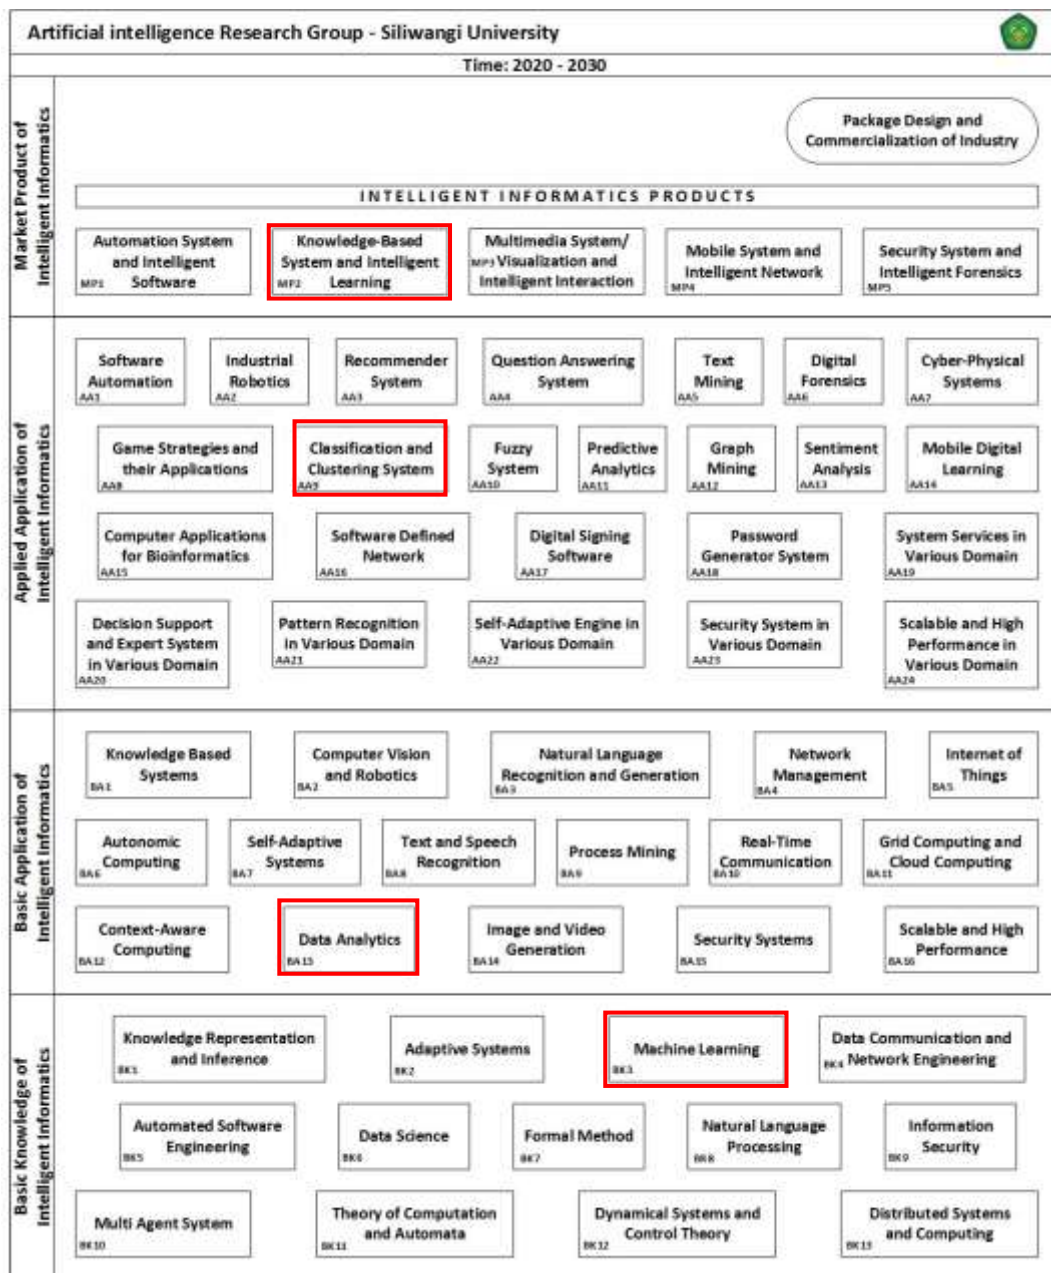 Artificial intelligence Research Group - Siliwangi University
Time: 2020 - 2030
Market Product of
Intelligent Informatics
Package Design and
Commercialization of Industry
INTELLIGENT INFORMATICS PRODUCTS
Automation System
and Intelligent
Software
MP1
Knowledge-Based
System and Intelligent
Learning
MP2
Multimedia System/
Visualization and
Intelligent Interaction
MP3
Mobile System and
Intelligent Network
MP4
Security System and
Intelligent Forensics
MP5
Applied Application of
Intelligent Informatics
Software
Automation
AA1
Industrial
Robotics
AA2
Recommender
System
AA3
Question Answering
System
AA4
Text
Mining
AA5
Digital
Forensics
AA6
Cyber-Physical
Systems
AA7
Game Strategies and
their Applications
AA8
Classification and
Clustering System
AA9
Fuzzy
System
AA10
Predictive
Analytics
AA11
Graph
Mining
AA12
Sentiment
Analysis
AA13
Mobile Digital
Learning
AA14
Computer Applications
for Bioinformatics
AA15
Software Defined
Network
AA16
Digital Signing
Software
AA17
Password
Generator System
AA18
System Services in
Various Domain
AA19
Decision Support
and Expert System
in Various Domain
AA20
Pattern Recognition
in Various Domain
AA21
Self-Adaptive Engine in
Various Domain
AA22
Security System in
Various Domain
AA23
Scalable and High
Performance in
Various Domain
AA24
Basic Application of
Intelligent Informatics
Knowledge Based
Systems
BA1
Computer Vision
and Robotics
BA2
Natural Language
Recognition and Generation
BA3
Network
Management
BA4
Internet of
Things
BA5
Autonomic
Computing
BA6
Self-Adaptive
Systems
BA7
Text and Speech
Recognition
BA8
Process Mining
BA9
Real-Time
Communication
BA10
Grid Computing and
Cloud Computing
BA11
Context-Aware
Computing
BA12
Data Analytics
BA13
Image and Video
Generation
BA14
Security Systems
BA15
Scalable and High
Performance
BA16
Basic Knowledge of
Intelligent Informatics
Knowledge Representation
and Inference
BK1
Adaptive Systems
BK2
Machine Learning
BK3
Data Communication and
Network Engineering
BK4
Automated Software
Engineering
BK5
Data Science
BK6
Formal Method
BK7
Natural Language
Processing
BK8
Information
Security
BK9
Multi Agent System
BK10
Theory of Computation
and Automata
BK11
Dynamical Systems and
Control Theory
BK12
Distributed Systems
and Computing
BK13